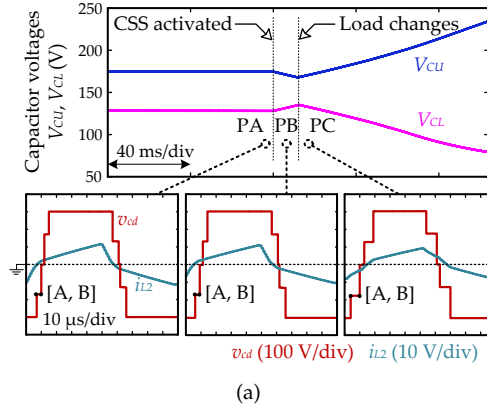 CSS activated
Load changes
Capacitor voltages
V_CU, V_CL (V)
250
200
150
100
50
V_CU
V_CL
PA
PB
PC
40 ms/div
v_cd
i_L2
[A, B]
10 µs/div
[A, B]
[A, B]
v_cd (100 V/div)
i_L2 (10 V/div)
(a)